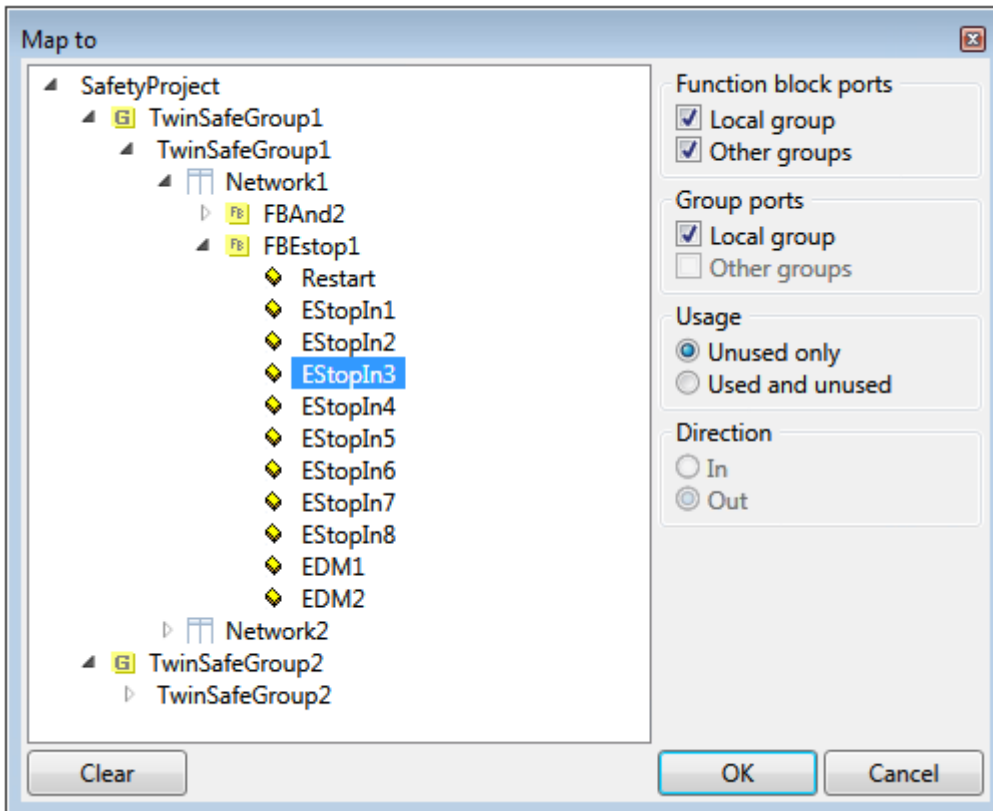 Map to
SafetyProject
G TwinSafeGroup1
TwinSafeGroup1
Network1
FB FBAnd2
FB FBEstop1
Restart
EStopIn1
EStopIn2
EStopIn3
EStopIn4
EStopIn5
EStopIn6
EStopIn7
EStopIn8
EDM1
EDM2
Network2
G TwinSafeGroup2
TwinSafeGroup2
Function block ports
Local group
Other groups
Group ports
Local group
Other groups
Usage
Unused only
Used and unused
Direction
In
Out
Clear
OK
Cancel